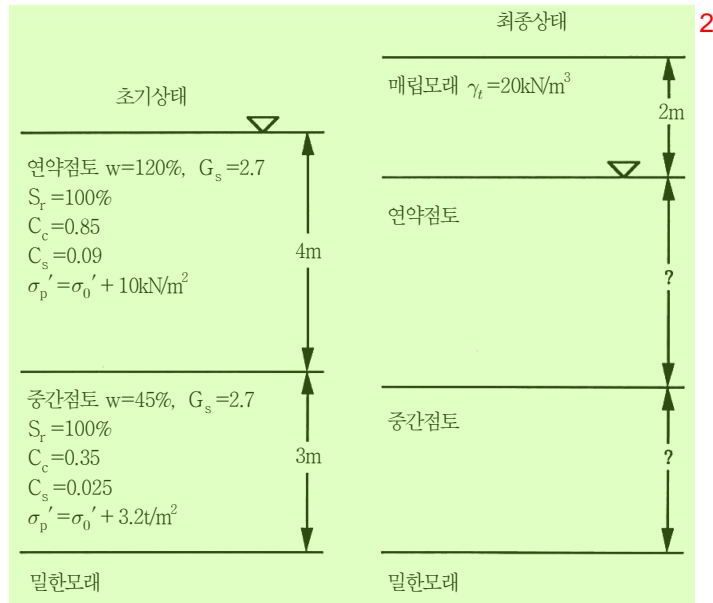 최종상태
2
매립모래 γt=20kN/m³
2m
초기상태
연약점토 w=120%, Gs=2.7
Sr=100%
Cc=0.85
Cs=0.09
σp′=σ0′+10kN/m²
4m
연약점토
?
중간점토 w=45%, Gs=2.7
Sr=100%
Cc=0.35
Cs=0.025
σp′=σ0′+3.2t/m²
3m
중간점토
?
밀한모래
밀한모래